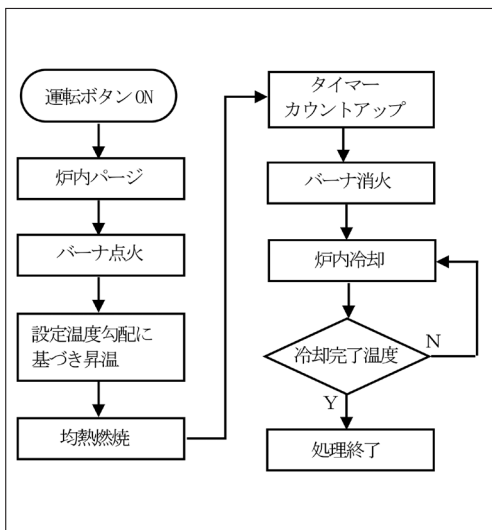 運転ボタン ON
炉内パージ
バーナ点火
設定温度勾配に
基づき昇温
均熱燃焼
タイマー
カウントアップ
バーナ消火
炉内冷却
冷却完了温度
N
Y
処理終了